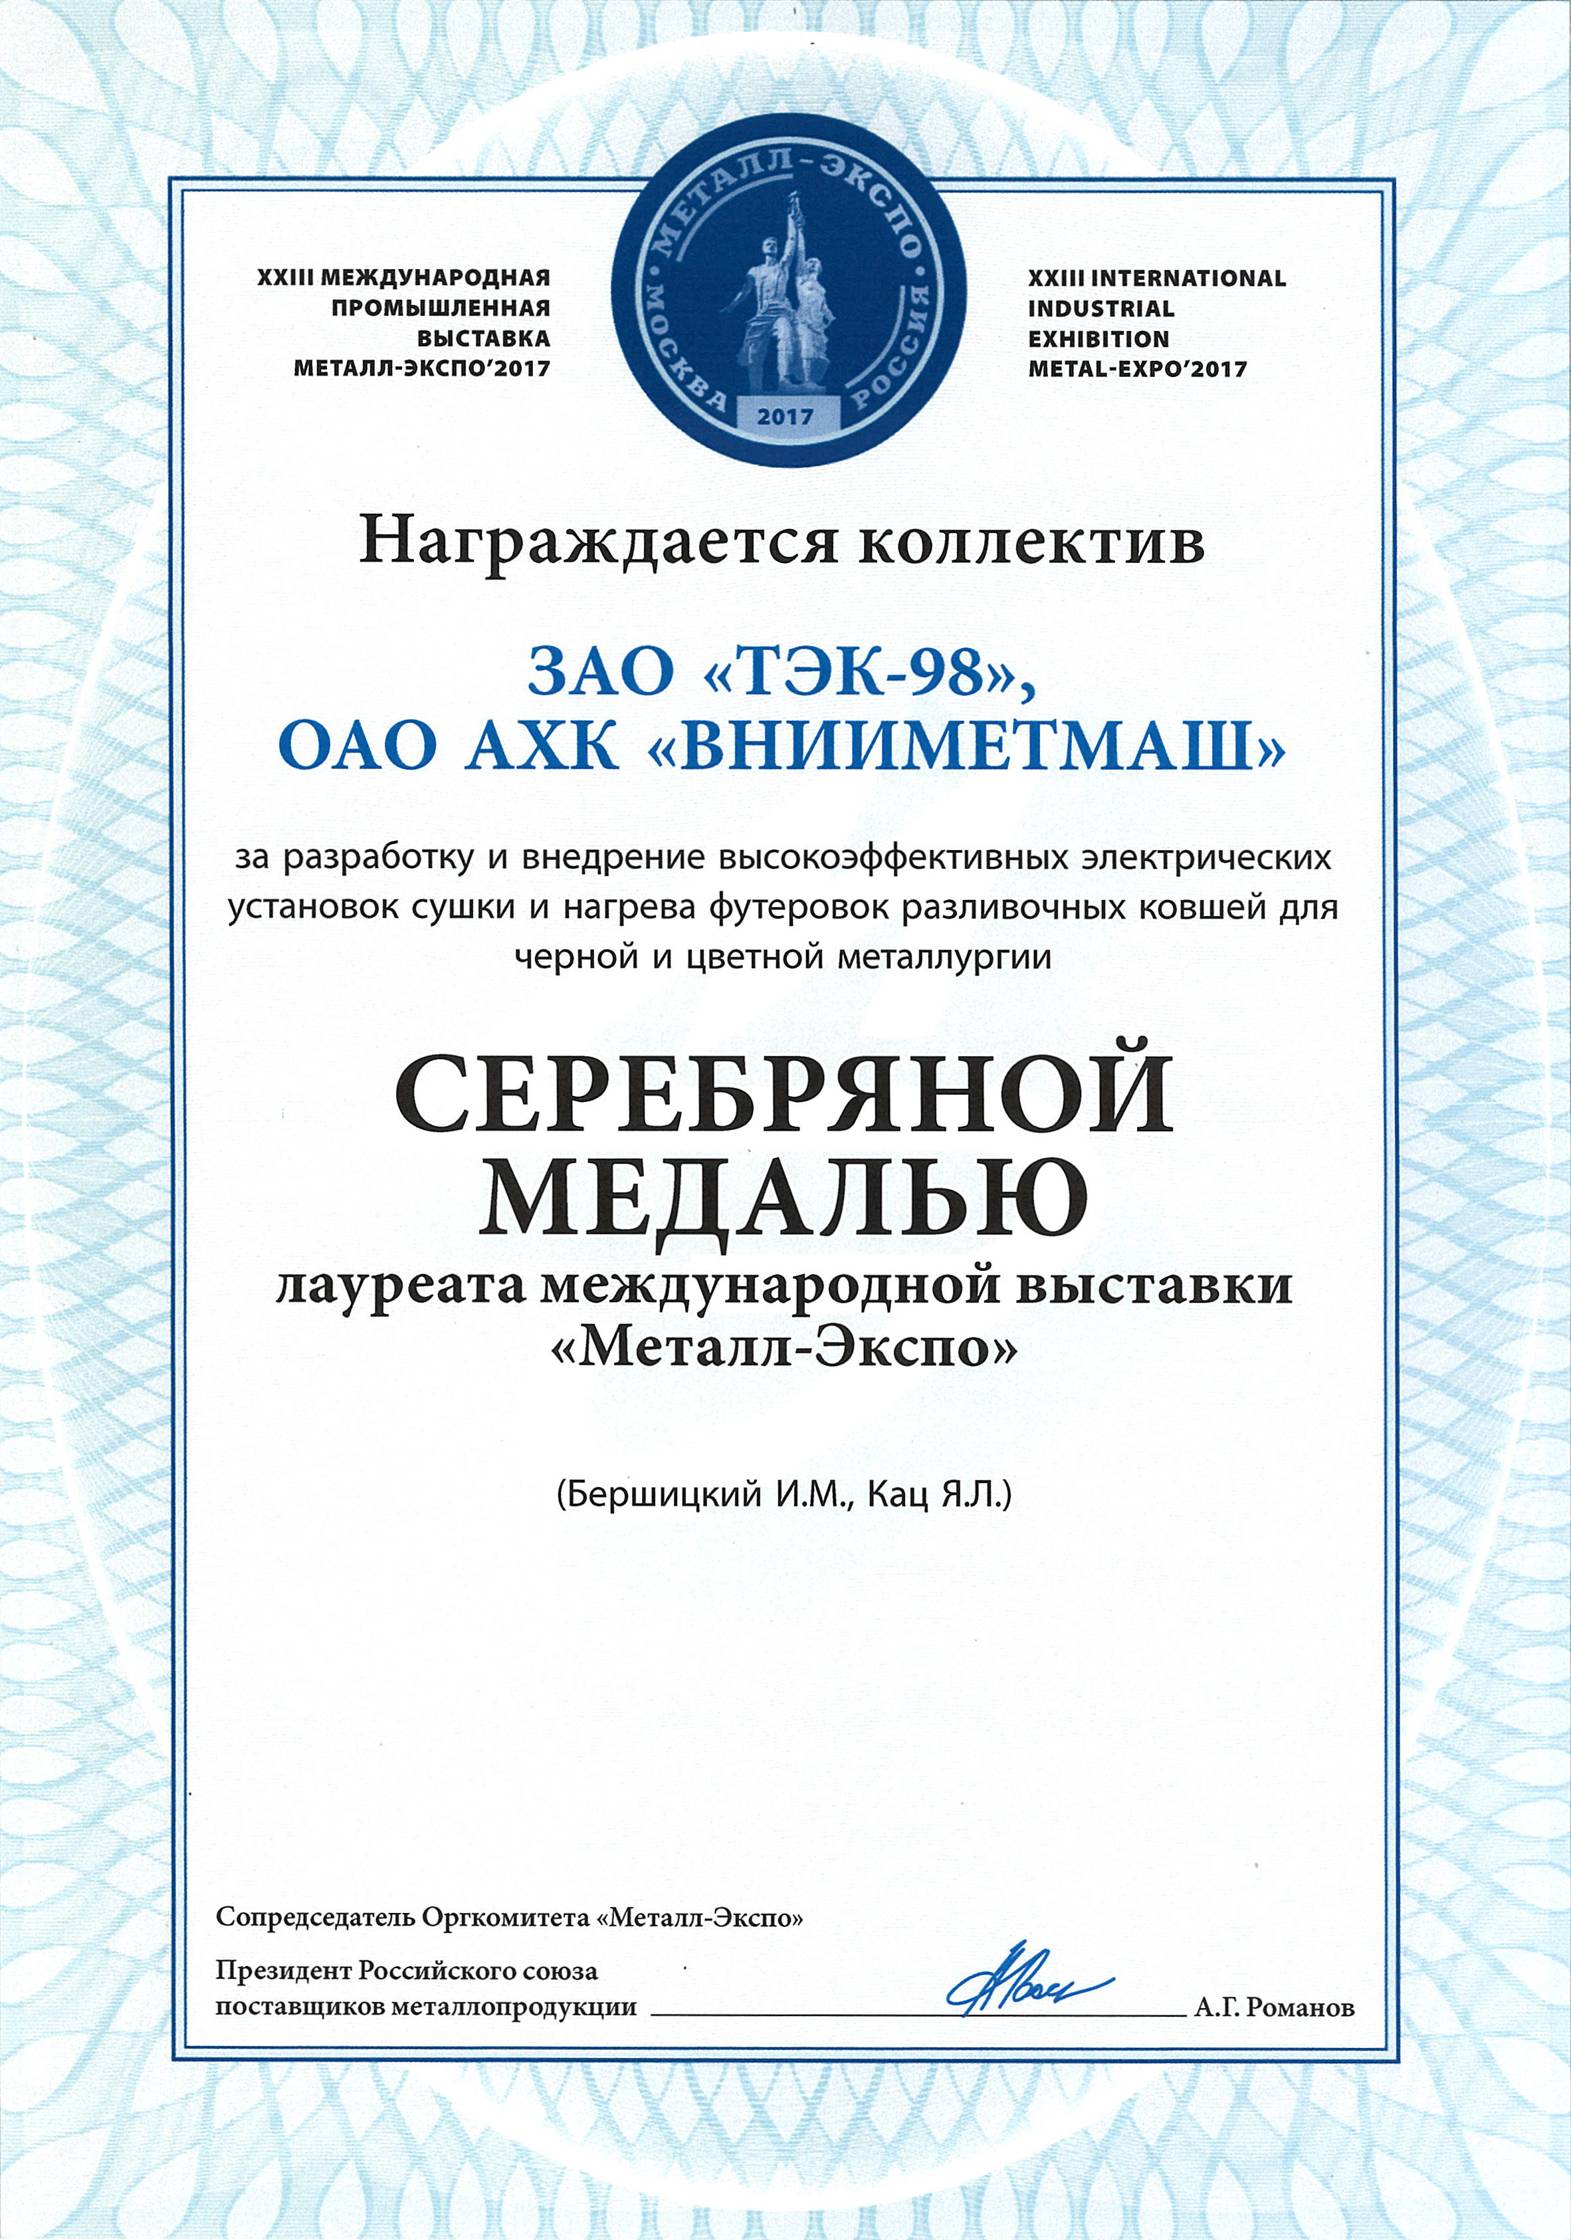 МЕТАЛЛ-ЭКСПО • РОССИЯ
• МОСКВА
2017
XXIII МЕЖДУНАРОДНАЯ
ПРОМЫШЛЕННАЯ
ВЫСТАВКА
МЕТАЛЛ-ЭКСПО’2017
XXIII INTERNATIONAL
INDUSTRIAL
EXHIBITION
METAL-EXPO’2017
Награждается коллектив
ЗАО «ТЭК-98»,
ОАО АХК «ВНИИМЕТМАШ»
за разработку и внедрение высокоэффективных электрических
установок сушки и нагрева футеровок разливочных ковшей для
черной и цветной металлургии
СЕРЕБРЯНОЙ
МЕДАЛЬЮ
лауреата международной выставки
«Металл-Экспо»
(Бершицкий И.М., Кац Я.Л.)
Сопредседатель Оргкомитета «Металл-Экспо»
Президент Российского союза
поставщиков металлопродукции
А.Г. Романов